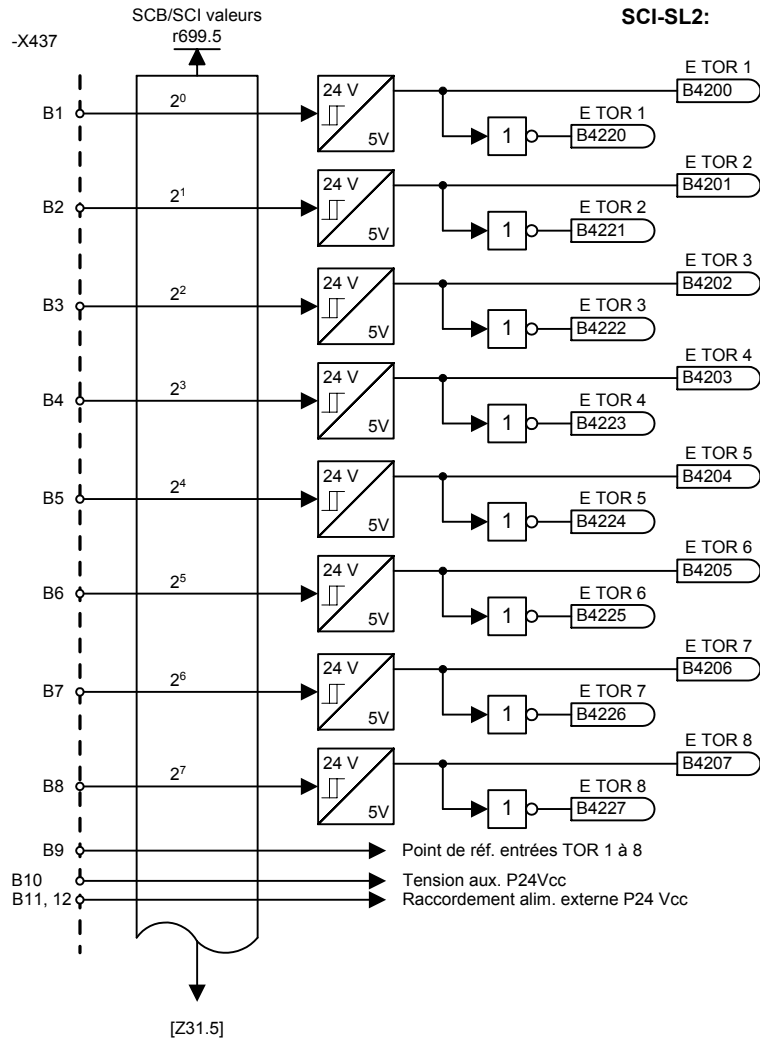 SCB/SCI valeurs
r699.5
SCI-SL2:
-X437
E TOR 1
B4200
B1
2⁰
24 V
5V
E TOR 1
1
B4220
E TOR 2
B4201
B2
2¹
24 V
5V
E TOR 2
1
B4221
E TOR 3
B4202
B3
2²
24 V
5V
E TOR 3
1
B4222
E TOR 4
B4203
B4
2³
24 V
5V
E TOR 4
1
B4223
E TOR 5
B4204
B5
2⁴
24 V
5V
E TOR 5
1
B4224
E TOR 6
B4205
B6
2⁵
24 V
5V
E TOR 6
1
B4225
E TOR 7
B4206
B7
2⁶
24 V
5V
E TOR 7
1
B4226
E TOR 8
B4207
B8
2⁷
24 V
5V
E TOR 8
1
B4227
B9 Point de réf. entrées TOR 1 à 8
B10 Tension aux. P24Vcc
B11, 12 Raccordement alim. externe P24 Vcc
[Z31.5]